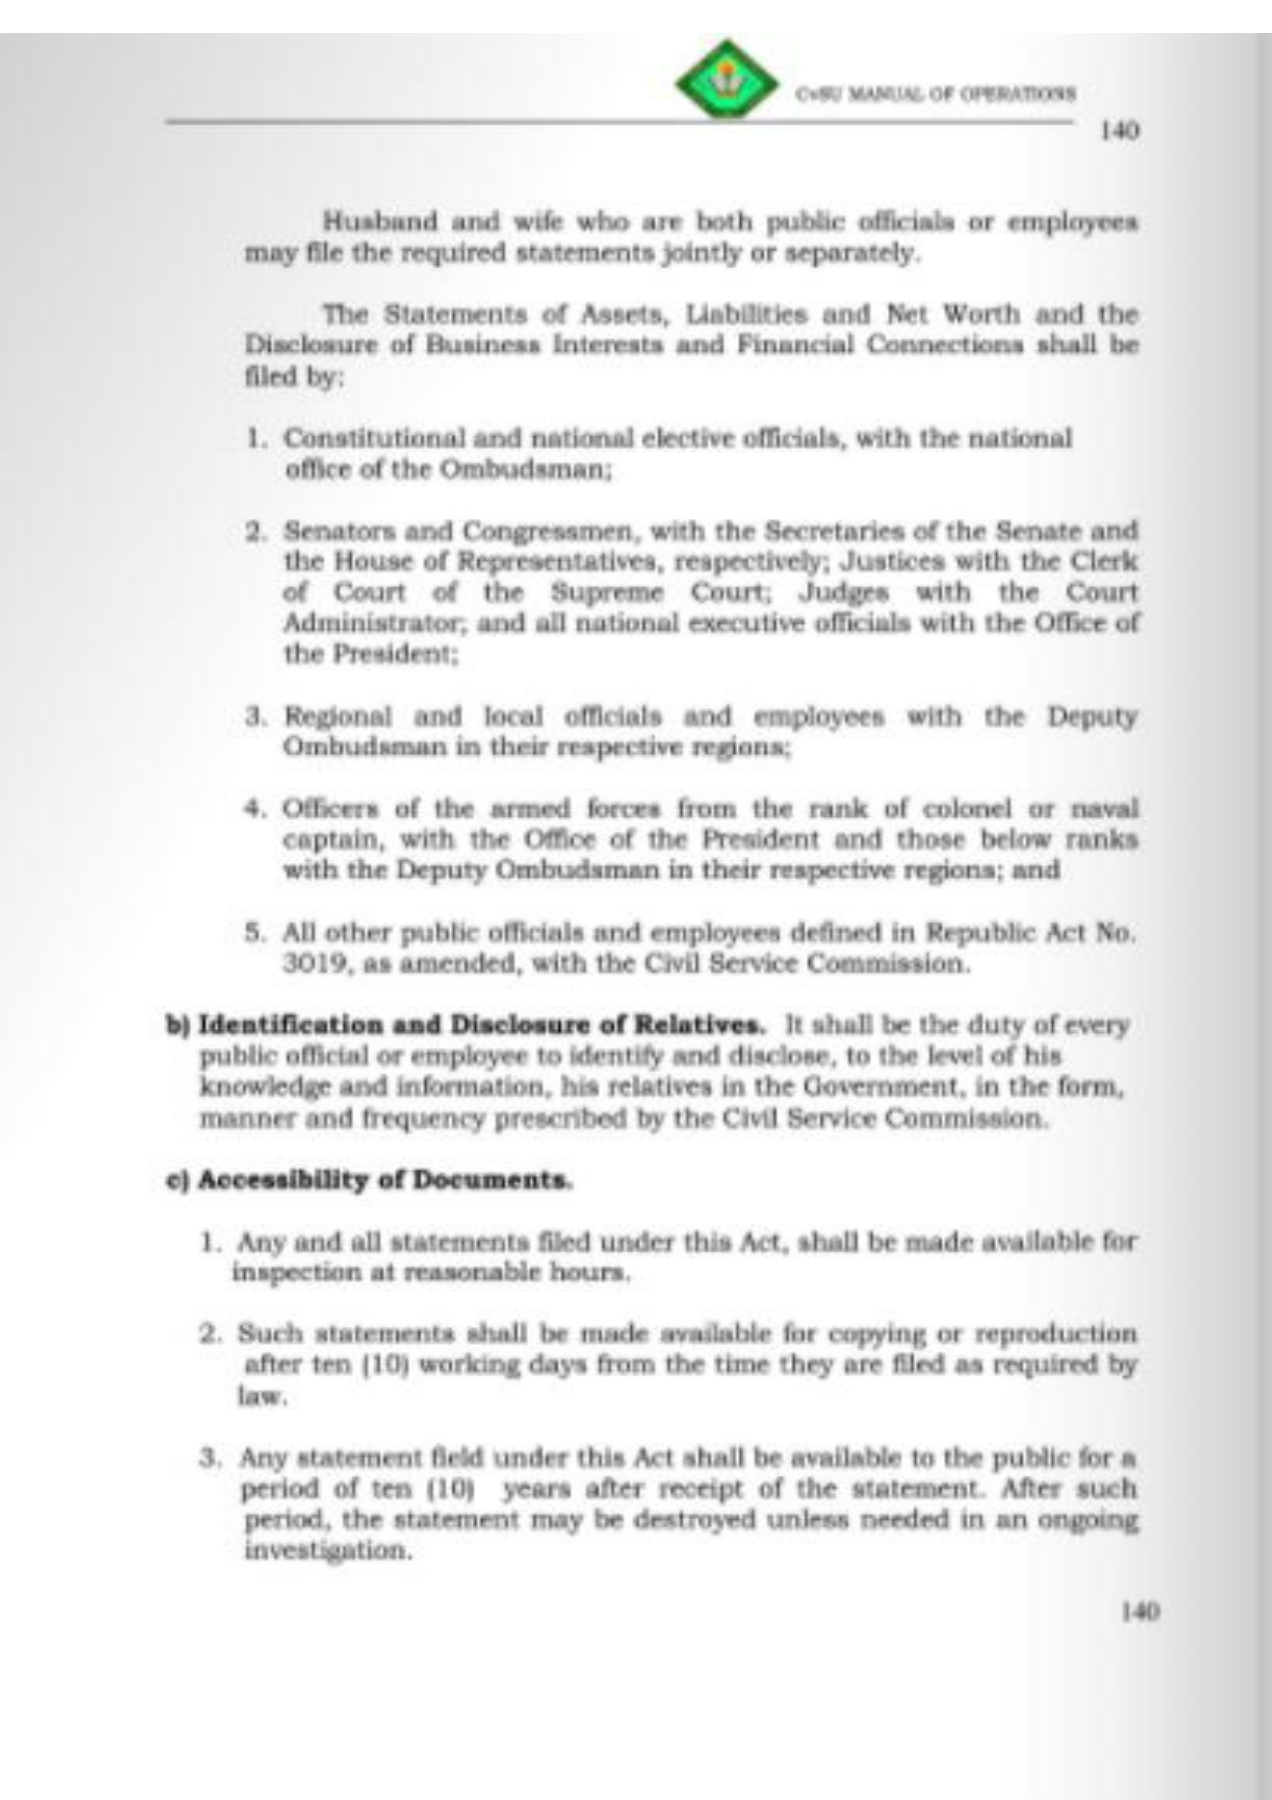 CvSU MANUAL OF OPERATIONS
140
Husband and wife who are both public officials or employees
may file the required statements jointly or separately.
The Statements of Assets, Liabilities and Net Worth and the
Disclosure of Business Interests and Financial Connections shall be
filed by:
1. Constitutional and national elective officials, with the national
office of the Ombudsman;
2. Senators and Congressmen, with the Secretaries of the Senate and
the House of Representatives, respectively; Justices with the Clerk
of Court of the Supreme Court; Judges with the Court
Administrator; and all national executive officials with the Office of
the President;
3. Regional and local officials and employees with the Deputy
Ombudsman in their respective regions;
4. Officers of the armed forces from the rank of colonel or naval
captain, with the Office of the President and those below ranks
with the Deputy Ombudsman in their respective regions; and
5. All other public officials and employees defined in Republic Act No.
3019, as amended, with the Civil Service Commission.
b) Identification and Disclosure of Relatives. It shall be the duty of every
public official or employee to identify and disclose, to the level of his
knowledge and information, his relatives in the Government, in the form,
manner and frequency prescribed by the Civil Service Commission.
c) Accessibility of Documents.
1. Any and all statements filed under this Act, shall be made available for
inspection at reasonable hours.
2. Such statements shall be made available for copying or reproduction
after ten (10) working days from the time they are filed as required by
law.
3. Any statement field under this Act shall be available to the public for a
period of ten (10) years after receipt of the statement. After such
period, the statement may be destroyed unless needed in an ongoing
investigation.
140